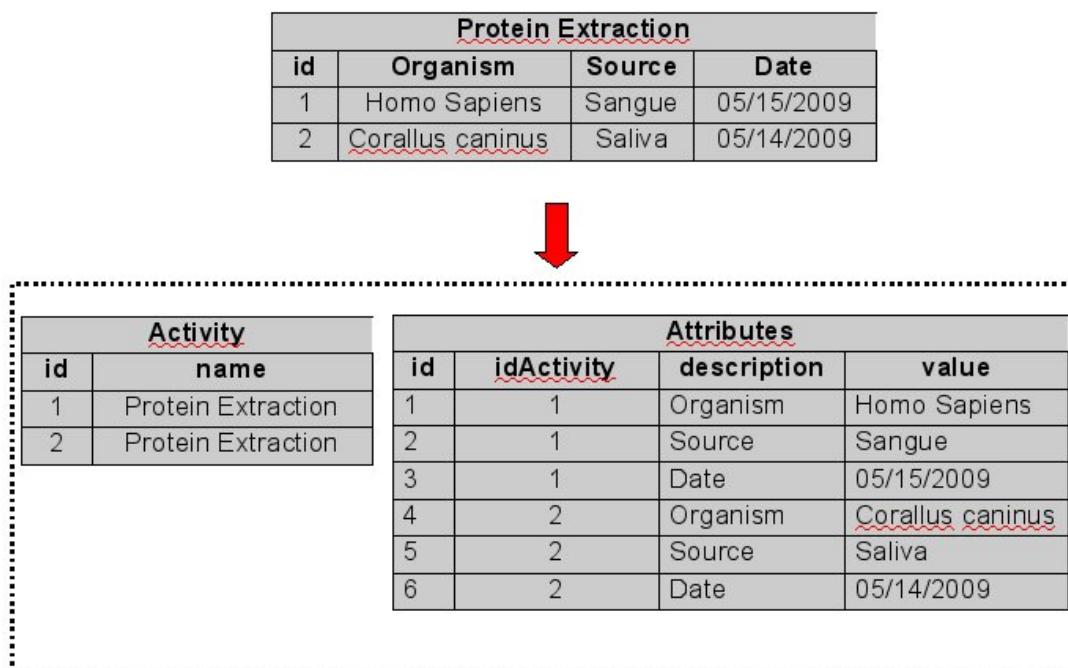 Protein Extraction
id Organism Source Date
1 Homo Sapiens Sangue 05/15/2009
2 Corallus caninus Saliva 05/14/2009
Activity
id name
1 Protein Extraction
2 Protein Extraction
Attributes
id idActivity description value
1 1 Organism Homo Sapiens
2 1 Source Sangue
3 1 Date 05/15/2009
4 2 Organism Corallus caninus
5 2 Source Saliva
6 2 Date 05/14/2009